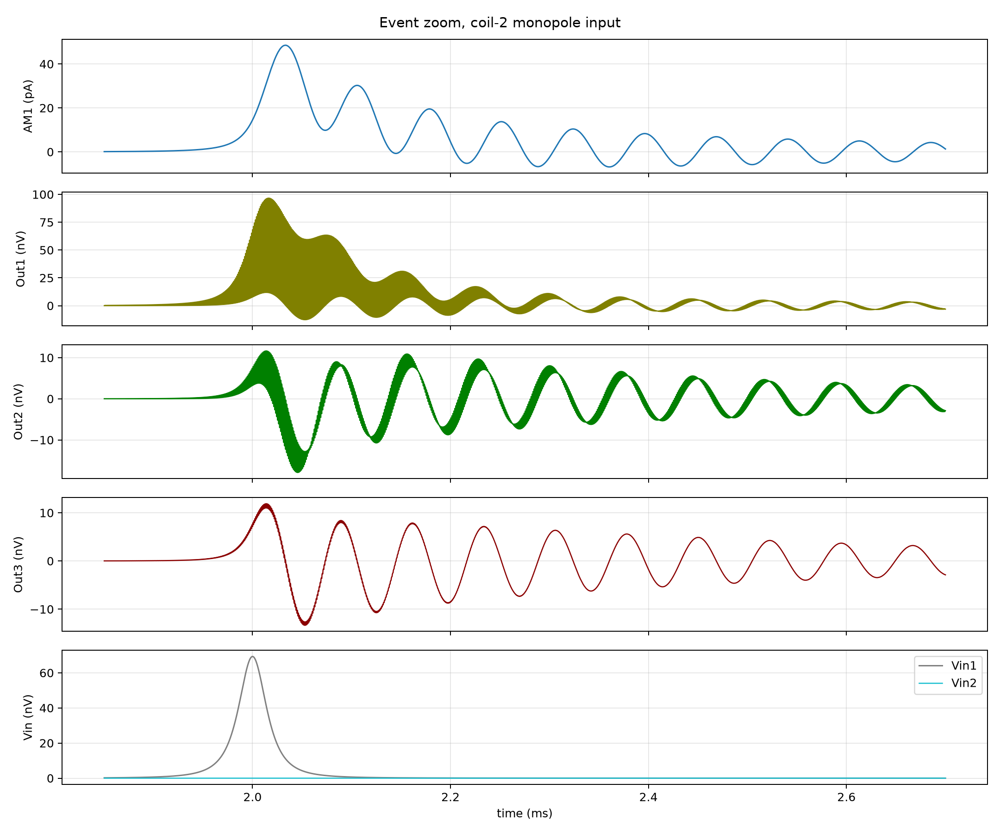 Event zoom, coil-2 monopole input
AM1 (pA)
40
20
0
Out1 (nV)
100
75
50
25
0
Out2 (nV)
10
0
−10
Out3 (nV)
10
0
−10
Vin (nV)
60
40
20
0
Vin1
Vin2
2.0 2.2 2.4 2.6
time (ms)